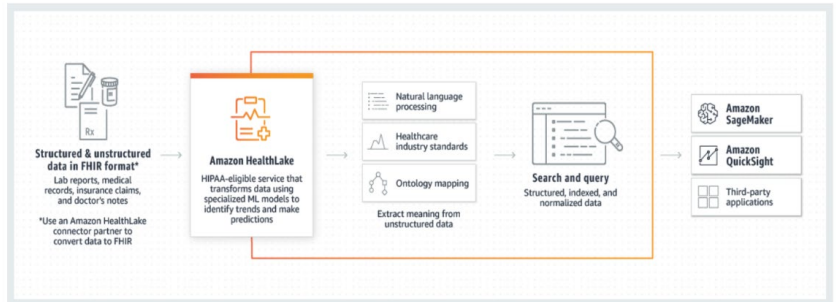 Rx
Structured & unstructured
data in FHIR format*
Lab reports, medical
records, insurance claims,
and doctor's notes
*Use an Amazon HealthLake
connector partner to
convert data to FHIR
Amazon HealthLake
HIPAA-eligible service that
transforms data using
specialized ML models to
identify trends and make
predictions
Natural language
processing
Healthcare
industry standards
Ontology mapping
Extract meaning from
unstructured data
Search and query
Structured, indexed, and
normalized data
Amazon
SageMaker
Amazon
QuickSight
Third-party
applications